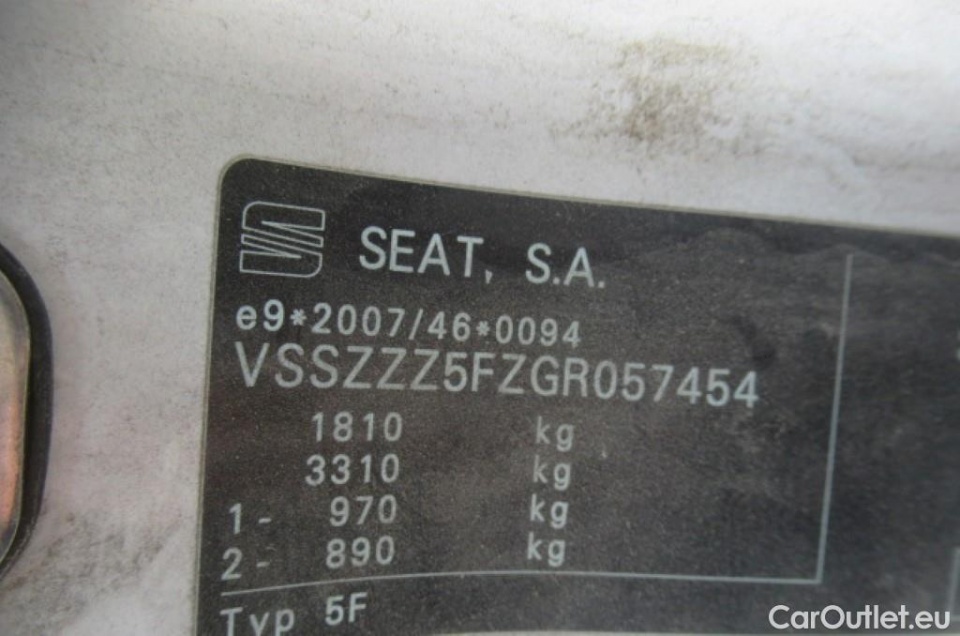 SEAT, S.A.
e9*2007/46*0094
VSSZZZ5FZGR057454
1810 kg
3310 kg
1- 970 kg
2- 890 kg
Typ 5F
CarOutlet.eu